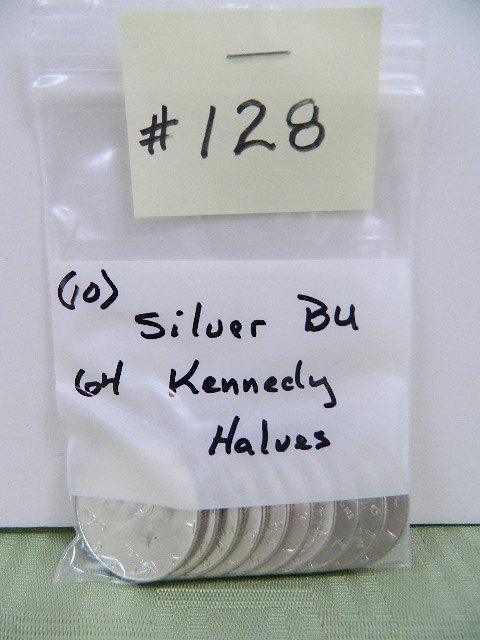 #128
(10)
Silver BU
64 Kennedy
Halves